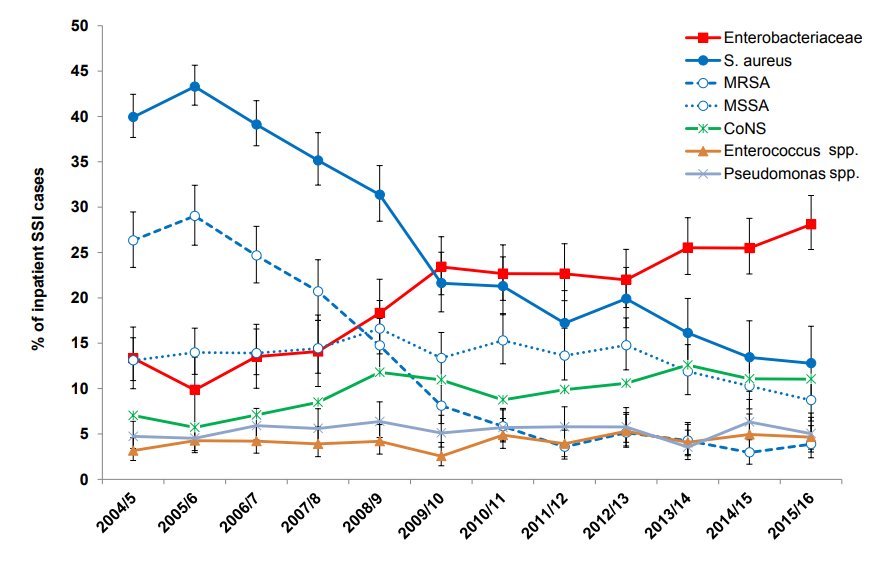 50
45
40
35
30
25
20
15
10
5
0
% of inpatient SSI cases
Enterobacteriaceae
S. aureus
MRSA
MSSA
CoNS
Enterococcus spp.
Pseudomonas spp.
2004/5
2005/6
2006/7
2007/8
2008/9
2009/10
2010/11
2011/12
2012/13
2013/14
2014/15
2015/16